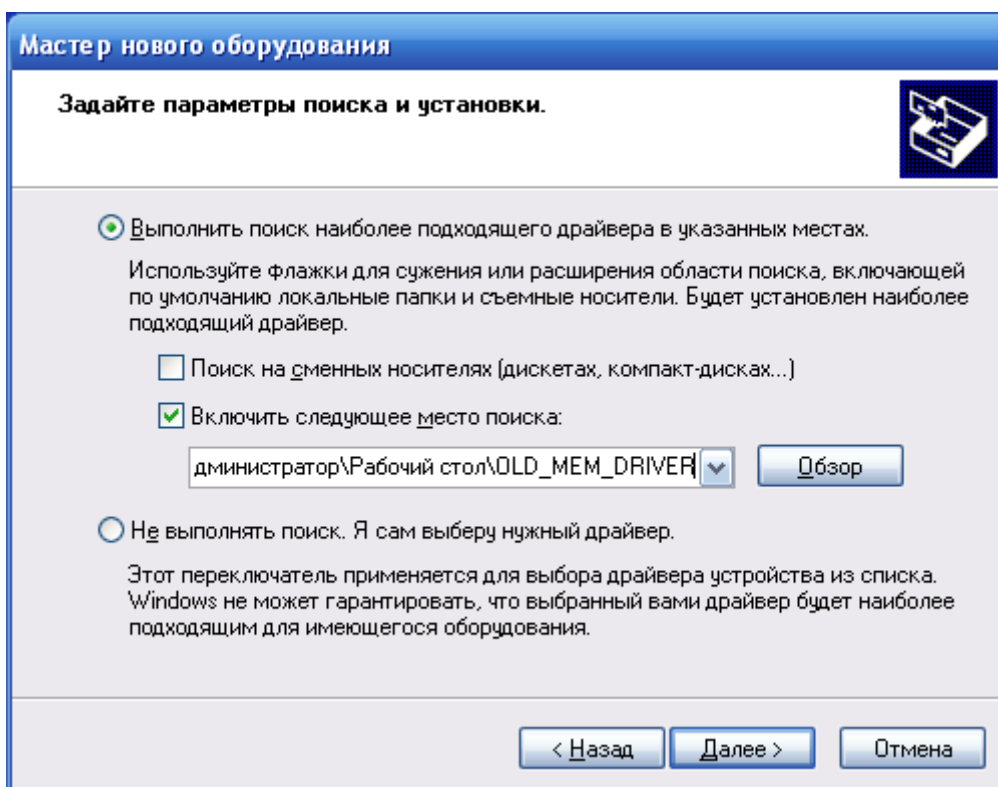 Мастер нового оборудования
Задайте параметры поиска и установки.
Выполнить поиск наиболее подходящего драйвера в указанных местах.
Используйте флажки для сужения или расширения области поиска, включающей
по умолчанию локальные папки и съемные носители. Будет установлен наиболее
подходящий драйвер.
Поиск на сменных носителях (дискетах, компакт-дисках...)
Включить следующее место поиска:
дминистратор\Рабочий стол\OLD_MEM_DRIVER
Обзор
Не выполнять поиск. Я сам выберу нужный драйвер.
Этот переключатель применяется для выбора драйвера устройства из списка.
Windows не может гарантировать, что выбранный вами драйвер будет наиболее
подходящим для имеющегося оборудования.
< Назад Далее > Отмена